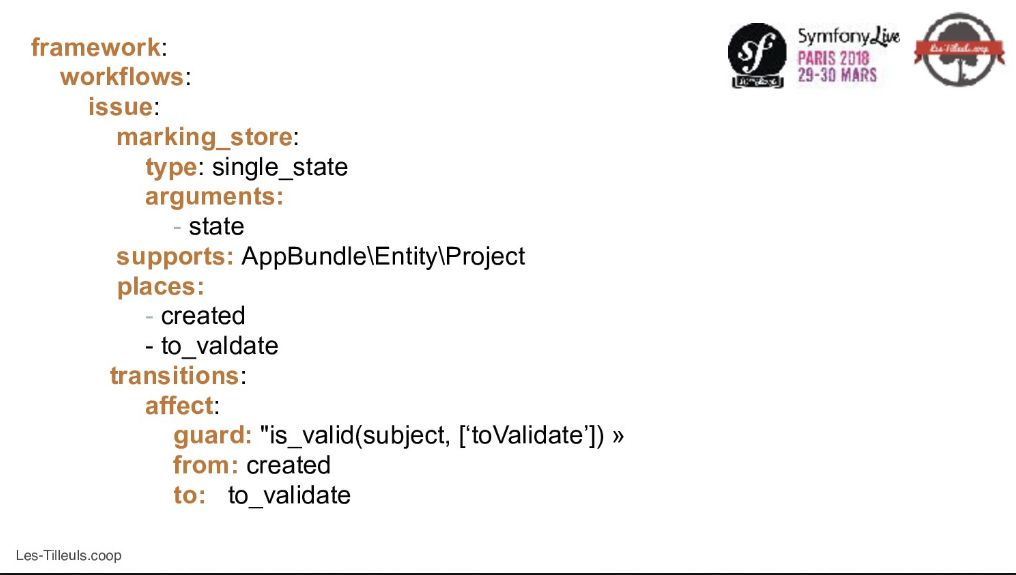 framework:
workflows:
issue:
marking_store:
type: single_state
arguments:
- state
supports: AppBundle\Entity\Project
places:
- created
- to_valdate
transitions:
affect:
guard: "is_valid(subject, [‘toValidate’]) »
from: created
to: to_validate
SymfonyLive
PARIS 2018
29-30 MARS
sf
Les-Tilleuls.coop
Les-Tilleuls.coop